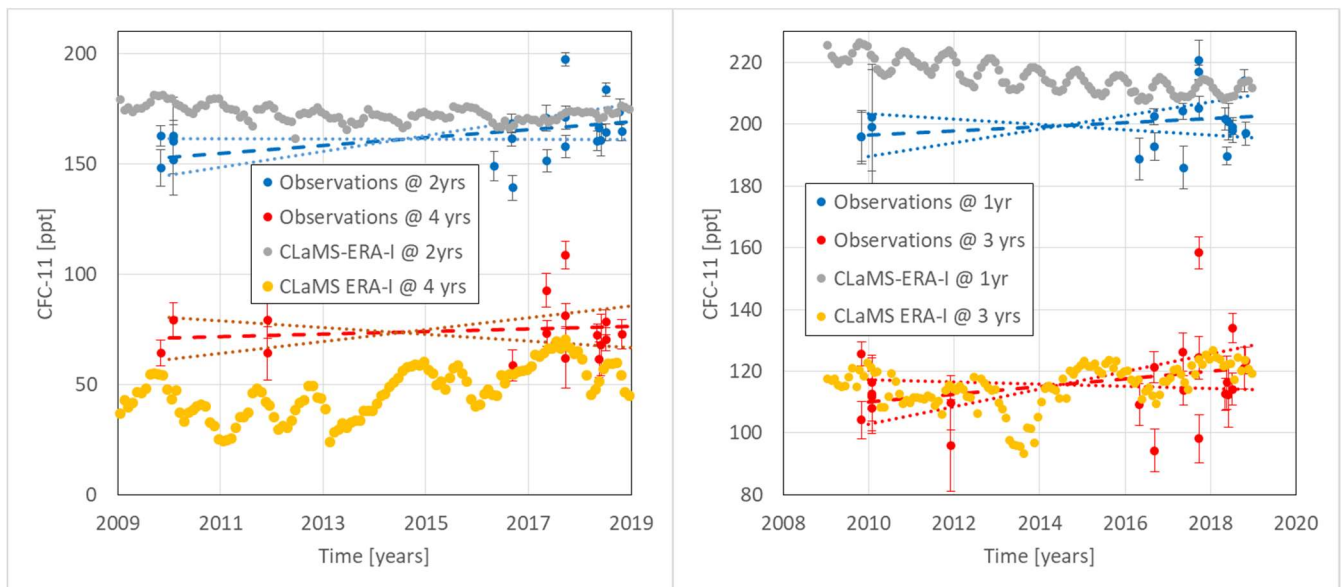 200
150
100
50
0
CFC-11 [ppt]
Observations @ 2yrs
Observations @ 4 yrs
CLaMS-ERA-I @ 2yrs
CLaMS ERA-I @ 4 yrs
2009 2011 2013 2015 2017 2019
Time [years]
220
200
180
160
140
120
100
80
CFC-11 [ppt]
Observations @ 1yr
Observations @ 3 yrs
CLaMS-ERA-I @ 1yr
CLaMS ERA-I @ 3 yrs
2008 2010 2012 2014 2016 2018 2020
Time [years]